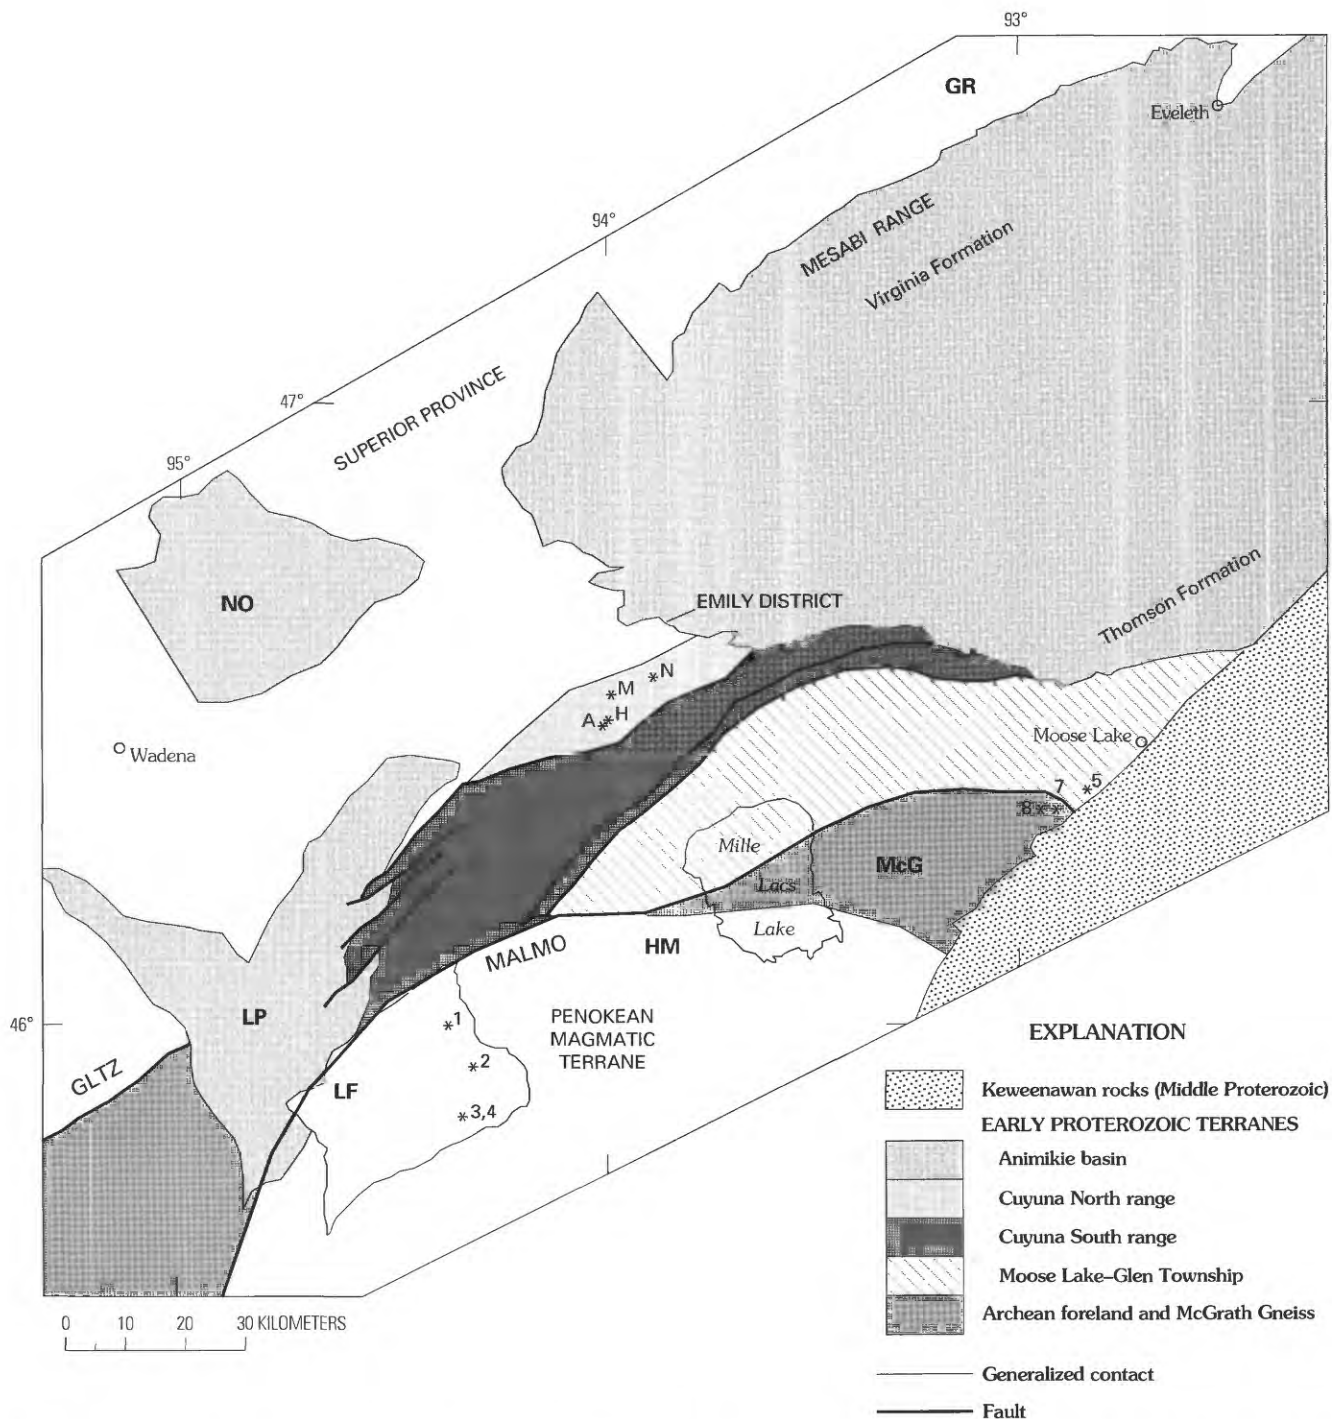 93°
GR
Eveleth
94°
MESABI RANGE
Virginia Formation
47°
SUPERIOR PROVINCE
95°
NO
EMILY DISTRICT
Thomson Formation
*N
*M
A * *H
Wadena
Moose Lake
7
*5
8 * *
Mille
Lacs
Lake
McG
HM
MALMO
LP
46°
*1
PENOKEAN
MAGMATIC
TERRANE
*2
GLTZ
LF
*3,4
0 10 20 30 KILOMETERS
EXPLANATION
Keweenawan rocks (Middle Proterozoic)
EARLY PROTEROZOIC TERRANES
Animikie basin
Cuyuna North range
Cuyuna South range
Moose Lake–Glen Township
Archean foreland and McGrath Gneiss
Generalized contact
Fault